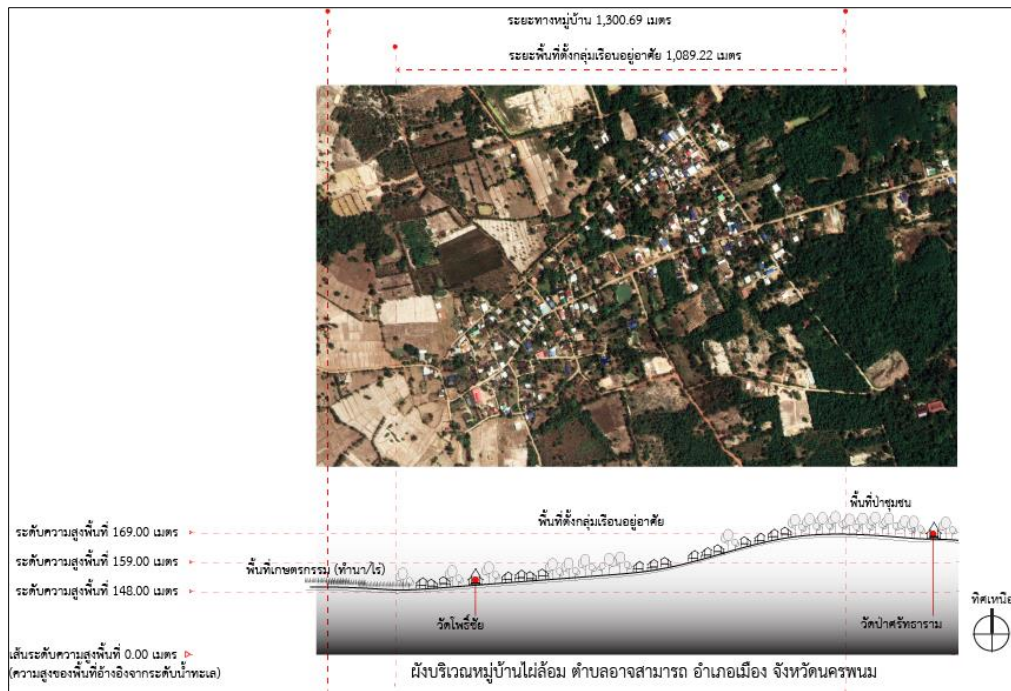 ระยะทางหมู่บ้าน 1,300.69 เมตร
ระยะพื้นที่ตั้งกลุ่มเรือนอยู่อาศัย 1,089.22 เมตร
พื้นที่ป่าชุมชน
พื้นที่ตั้งกลุ่มเรือนอยู่อาศัย
ระดับความสูงพื้นที่ 169.00 เมตร
ระดับความสูงพื้นที่ 159.00 เมตร
พื้นที่เกษตรกรรม (ทำนา/ไร่)
ระดับความสูงพื้นที่ 148.00 เมตร
วัดโพธิ์ชัย
วัดป่าศรัทธาราม
ทิศเหนือ
เส้นระดับความสูงพื้นที่ 0.00 เมตร
(ความสูงของพื้นที่อ้างอิงจากระดับน้ำทะเล)
ผังบริเวณหมู่บ้านไผ่ล้อม ตำบลอาจสามารถ อำเภอเมือง จังหวัดนครพนม